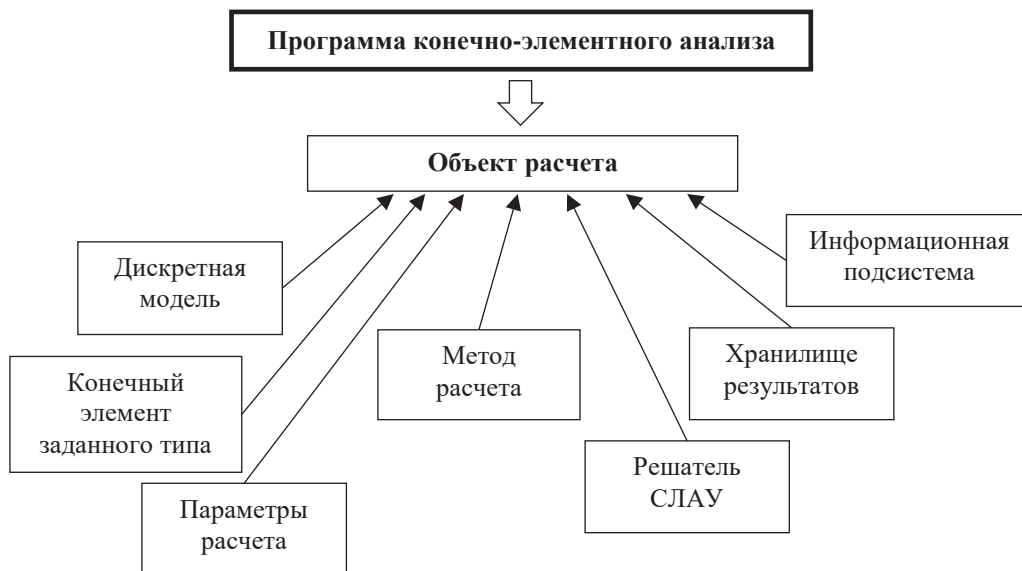 Программа конечно-элементного анализа
Объект расчета
Дискретная
модель
Конечный
элемент
заданного типа
Параметры
расчета
Метод
расчета
Решатель
СЛАУ
Хранилище
результатов
Информационная
подсистема